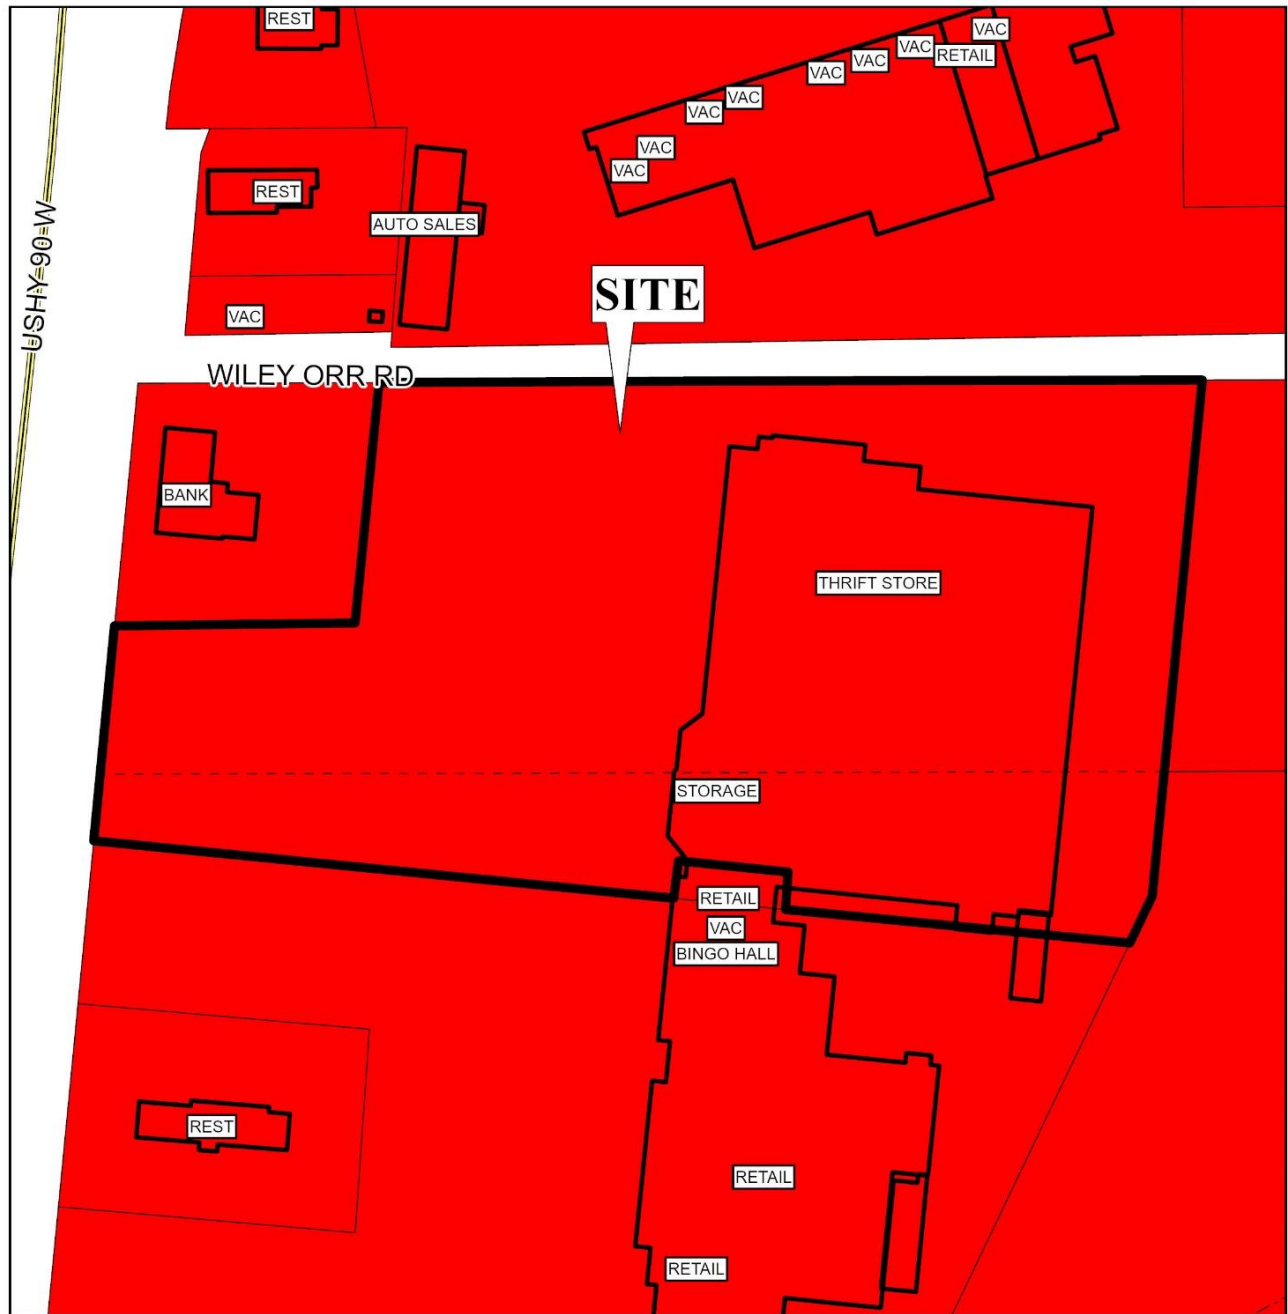 REST
VAC
VAC
RETAIL
VAC
VAC
VAC
VAC
VAC
VAC
REST
AUTO SALES
USHY 90 W
SITE
VAC
WILEY ORR RD
BANK
THRIFT STORE
STORAGE
RETAIL
VAC
BINGO HALL
REST
RETAIL
RETAIL